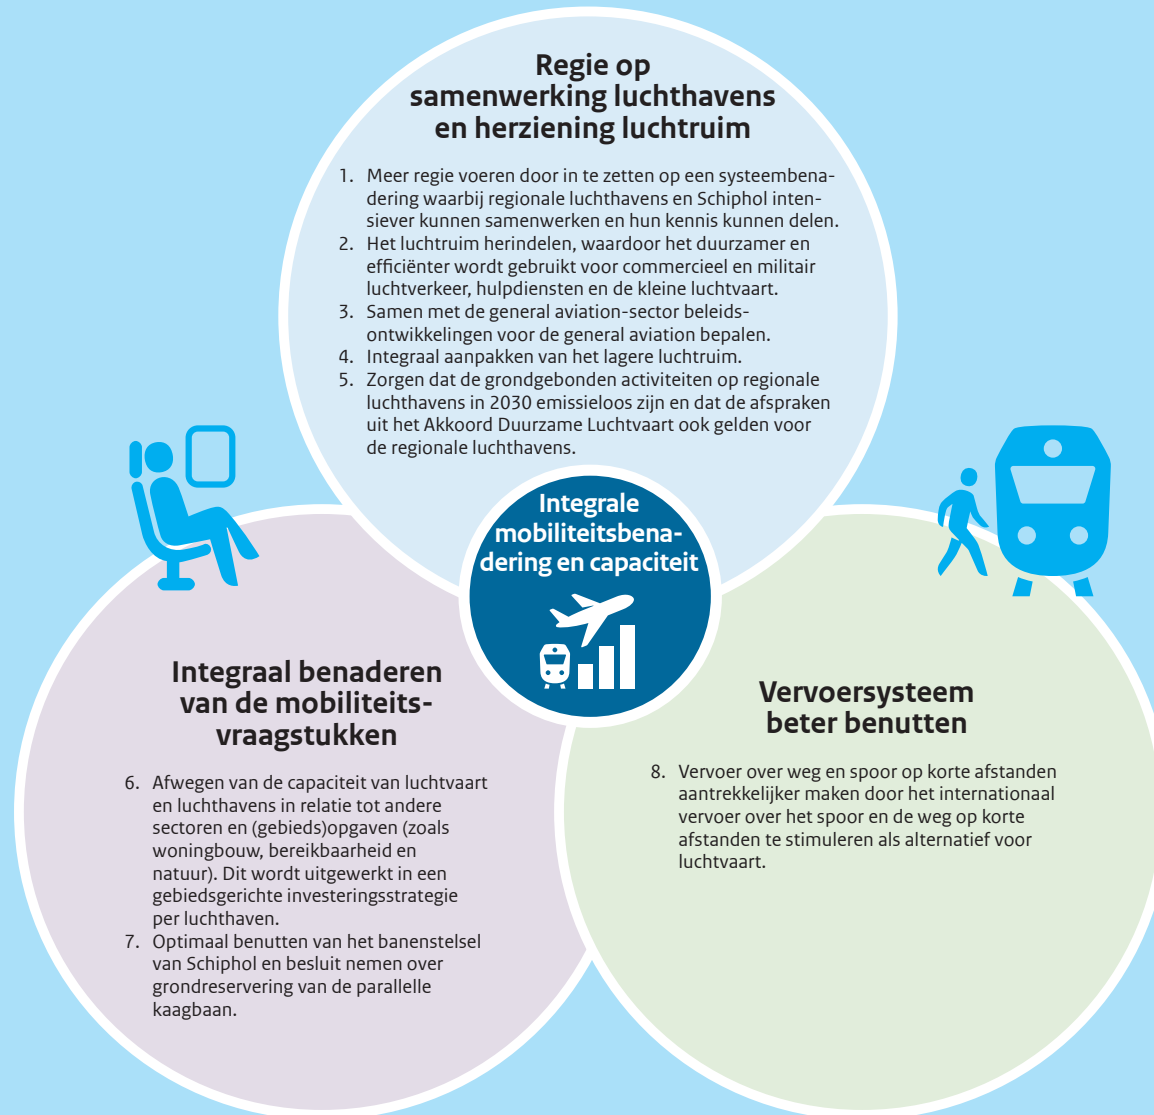 Regie op
samenwerking luchthavens
en herziening luchtruim
1. Meer regie voeren door in te zetten op een systeembena-
dering waarbij regionale luchthavens en Schiphol inten-
siever kunnen samenwerken en hun kennis kunnen delen.
2. Het luchtruim herindelen, waardoor het duurzamer en
efficiënter wordt gebruikt voor commercieel en militair
luchtverkeer, hulpdiensten en de kleine luchtvaart.
3. Samen met de general aviation-sector beleids-
ontwikkelingen voor de general aviation bepalen.
4. Integraal aanpakken van het lagere luchtruim.
5. Zorgen dat de grondgebonden activiteiten op regionale
luchthavens in 2030 emissieloos zijn en dat de afspraken
uit het Akkoord Duurzame Luchtvaart ook gelden voor
de regionale luchthavens.
Integrale
mobiliteitsbena-
dering en capaciteit
Integraal benaderen
van de mobiliteits-
vraagstukken
6. Afwegen van de capaciteit van luchtvaart
en luchthavens in relatie tot andere
sectoren en (gebieds)opgaven (zoals
woningbouw, bereikbaarheid en
natuur). Dit wordt uitgewerkt in een
gebiedsgerichte investeringsstrategie
per luchthaven.
7. Optimaal benutten van het banenstelsel
van Schiphol en besluit nemen over
grondreservering van de parallelle
kaagbaan.
Vervoersysteem
beter benutten
8. Vervoer over weg en spoor op korte afstanden
aantrekkelijker maken door het internationaal
vervoer over het spoor en de weg op korte
afstanden te stimuleren als alternatief voor
luchtvaart.